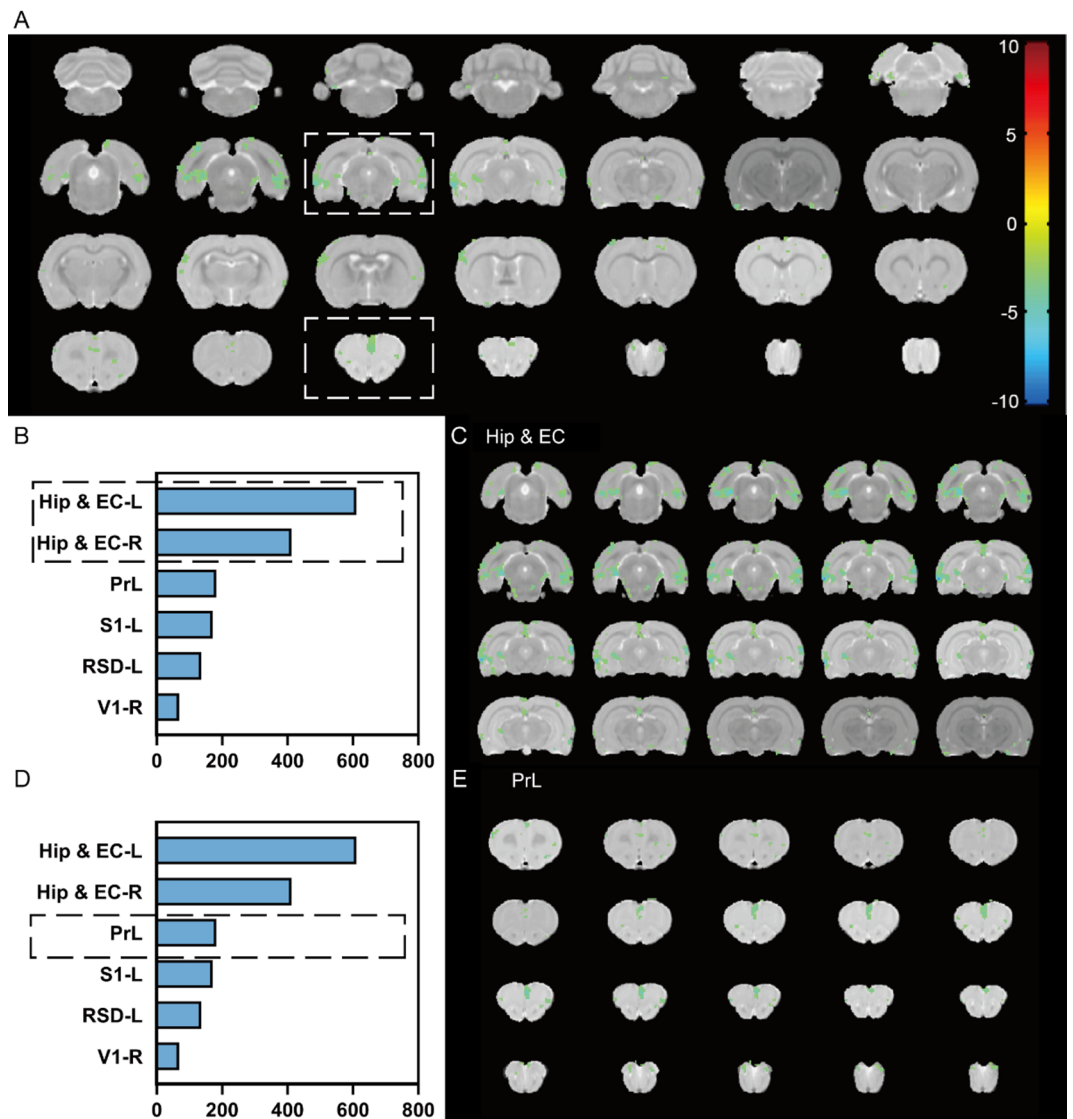 A
10
5
0
-5
-10
B
Hip & EC-L
Hip & EC-R
PrL
S1-L
RSD-L
V1-R
0 200 400 600 800
C Hip & EC
D
Hip & EC-L
Hip & EC-R
PrL
S1-L
RSD-L
V1-R
0 200 400 600 800
E PrL